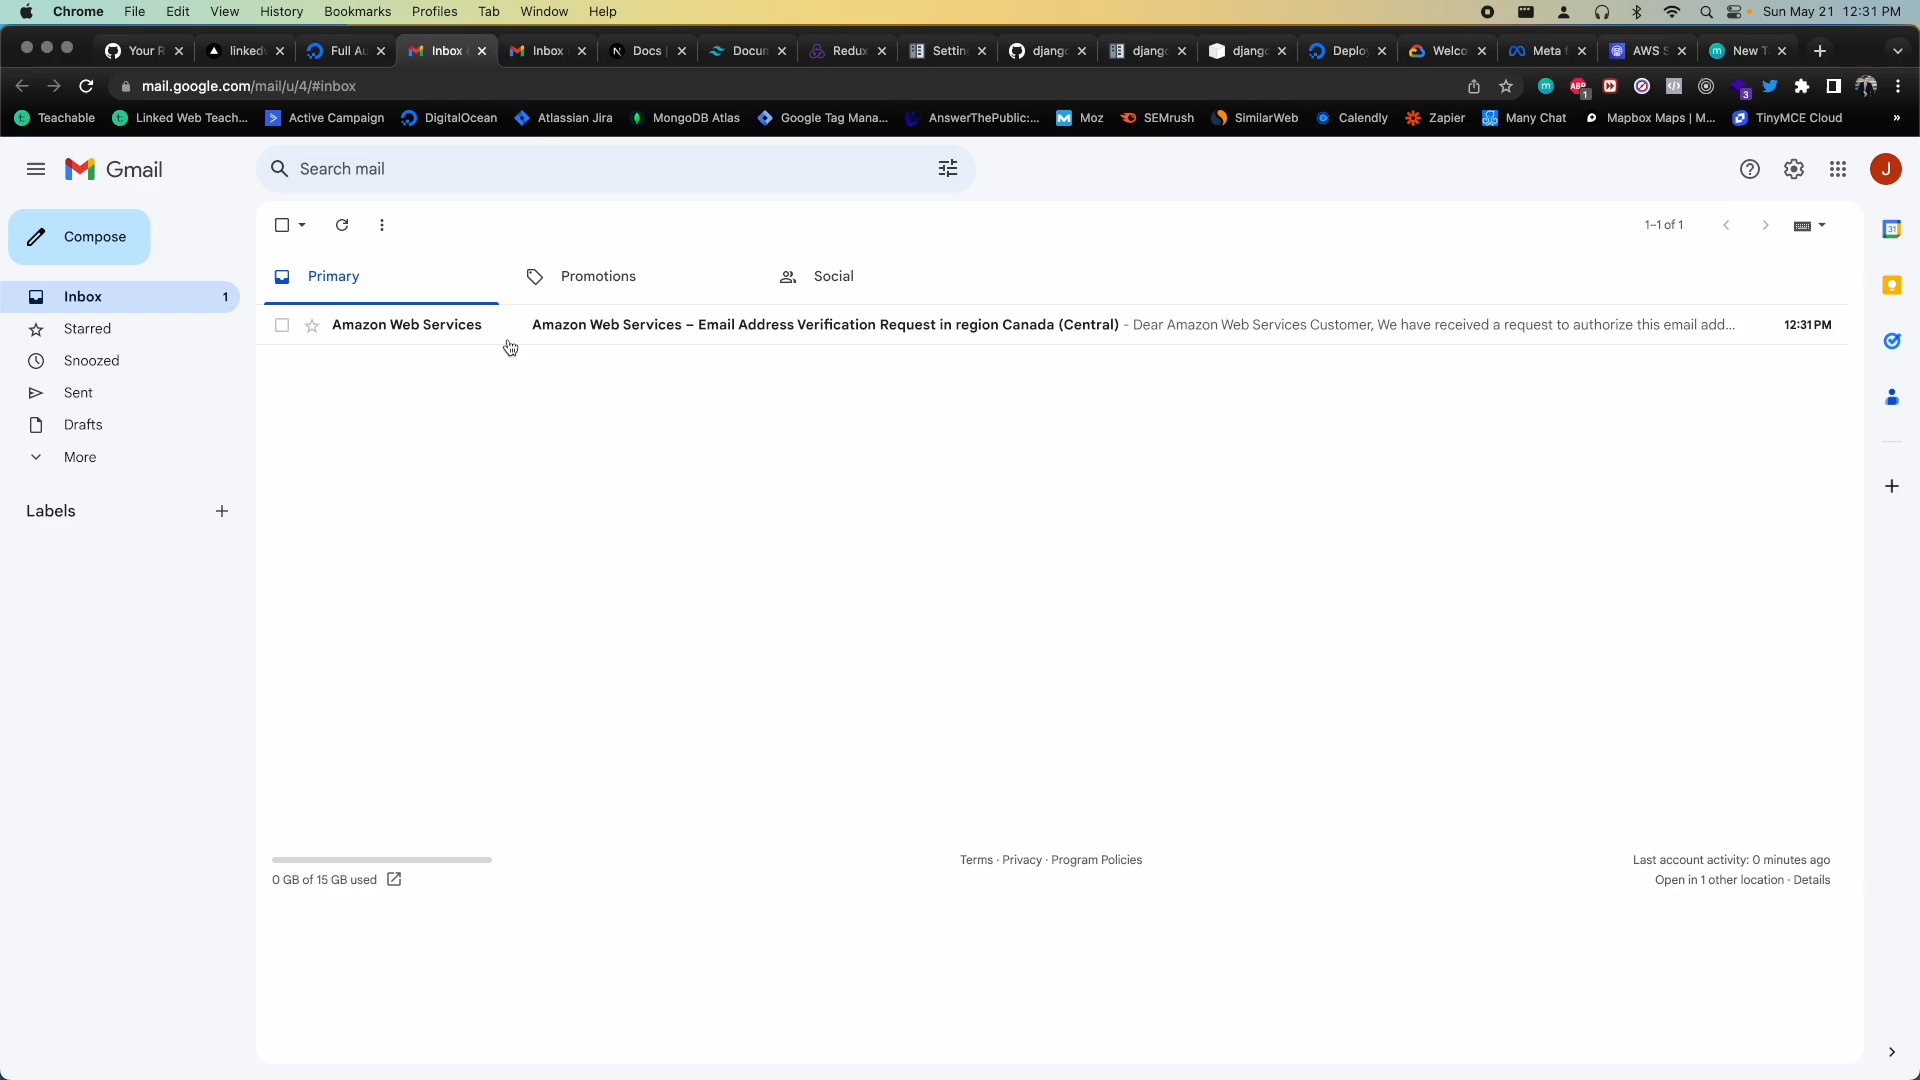 Chrome File Edit View History Bookmarks Profiles Tab Window Help Sun May 21 12:31 PM
Your R linked Full Au Inbox ( Inbox Docs | Docum Redux Settin djang djang djang Deplo Welco Meta f AWS S New T
mail.google.com/mail/u/4/#inbox
ABP 1 3
Teachable Linked Web Teach... Active Campaign DigitalOcean Atlassian Jira MongoDB Atlas Google Tag Mana... AnswerThePublic:... Moz SEMrush SimilarWeb Calendly Zapier Many Chat Mapbox Maps | M... TinyMCE Cloud »
Gmail Search mail J
Compose 1–1 of 1
Primary Promotions Social
Inbox 1
Amazon Web Services Amazon Web Services – Email Address Verification Request in region Canada (Central) - Dear Amazon Web Services Customer, We have received a request to authorize this email add... 12:31 PM
Starred
Snoozed
Sent
Drafts
More
Labels
31
Terms · Privacy · Program Policies
0 GB of 15 GB used
Last account activity: 0 minutes ago
Open in 1 other location · Details